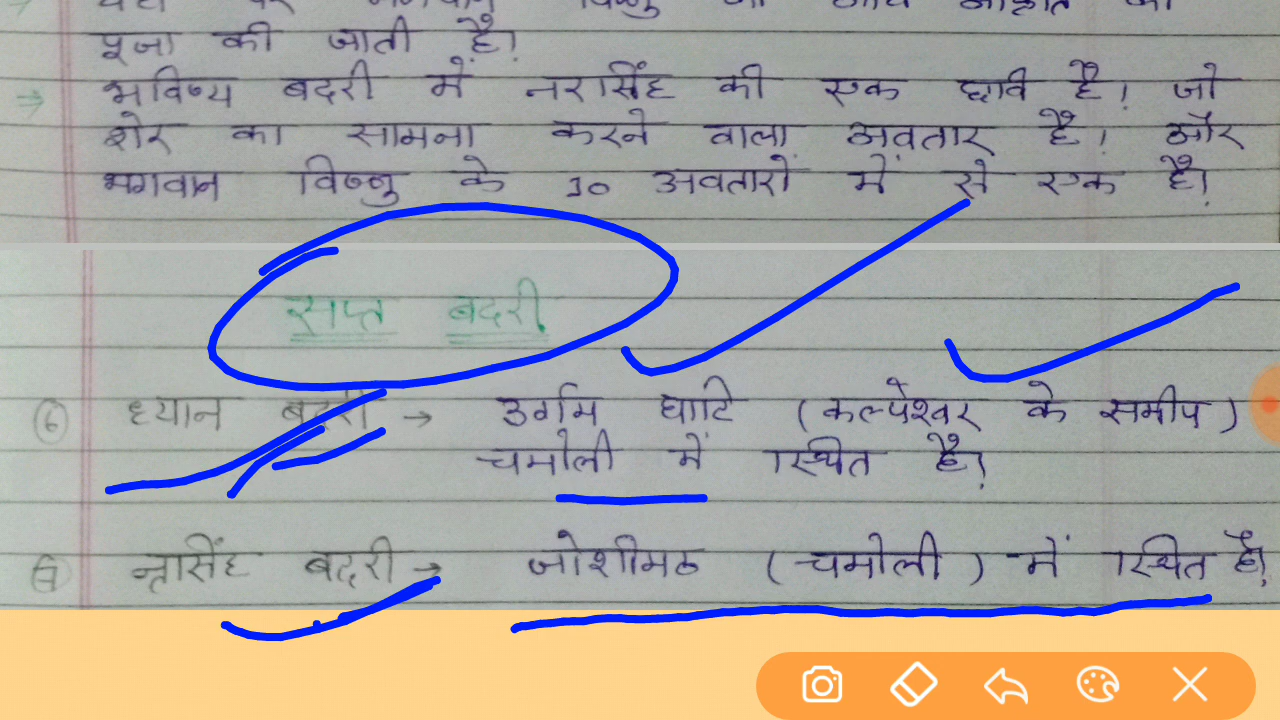 पूजा की जाती है।
⇒ भविष्य बदरी में नरसिंह की एक छवि है। जो
शेर का सामना करने वाला अवतार है। और
भगवान विष्णु के 10 अवतारों में से एक है।
सप्त बदरी
6 ध्यान बदरी → उर्गम घाटि (कल्पेश्वर के समीप)
चमोली में स्थित है।
7 नृसिंह बदरी → जोशीमठ (चमोली) में स्थित है।